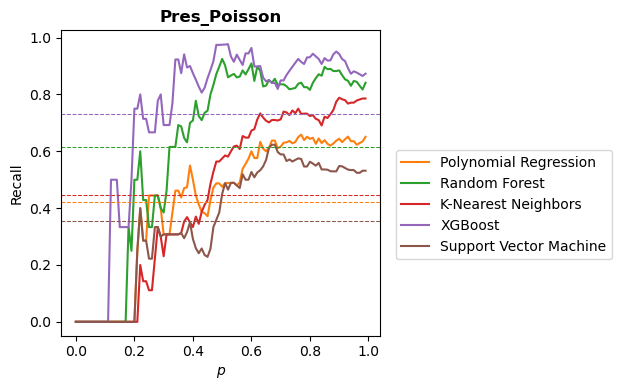 Pres_Poisson
Recall
1.0
0.8
0.6
0.4
0.2
0.0
0.0 0.2 0.4 0.6 0.8 1.0
p
Polynomial Regression
Random Forest
K-Nearest Neighbors
XGBoost
Support Vector Machine